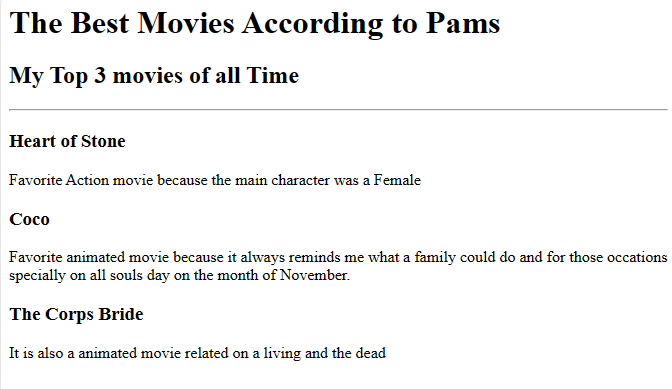 The Best Movies According to Pams
My Top 3 movies of all Time
Heart of Stone
Favorite Action movie because the main character was a Female
Coco
Favorite animated movie because it always reminds me what a family could do and for those occations
specially on all souls day on the month of November.
The Corps Bride
It is also a animated movie related on a living and the dead